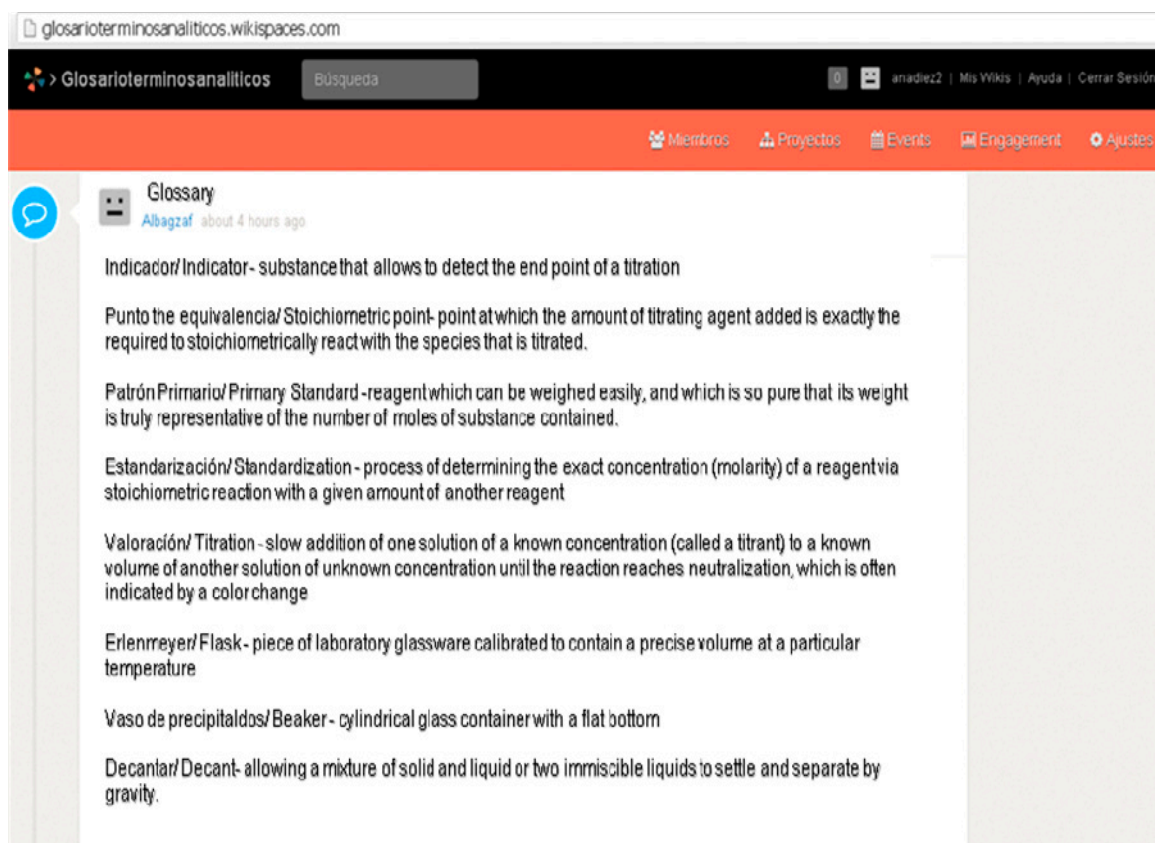 glosarioterminosanaliticos.wikispaces.com
> Glosarioterminosanaliticos Búsqueda 0 anadiez2 | Mis Wikis | Ayuda | Cerrar Sesión
Miembros Proyectos Events Engagement Ajustes
Glossary
Albagzaf about 4 hours ago
Indicador/ Indicator- substance that allows to detect the end point of a titration
Punto the equivalencia/ Stoichiometric point- point at which the amount of titrating agent added is exactly the
required to stoichiometrically react with the species that is titrated.
Patrón Primario/ Primary Standard -reagent which can be weighed easily, and which is so pure that its weight
is truly representative of the number of moles of substance contained.
Estandarización/ Standardization - process of determining the exact concentration (molarity) of a reagent via
stoichiometric reaction with a given amount of another reagent
Valoración/ Titration - slow addition of one solution of a known concentration (called a titrant) to a known
volume of another solution of unknown concentration until the reaction reaches neutralization, which is often
indicated by a color change
Erlenmeyer/ Flask - piece of laboratory glassware calibrated to contain a precise volume at a particular
temperature
Vaso de precipitaldos/ Beaker - cylindrical glass container with a flat bottom
Decantar/ Decant- allowing a mixture of solid and liquid or two immiscible liquids to settle and separate by
gravity.